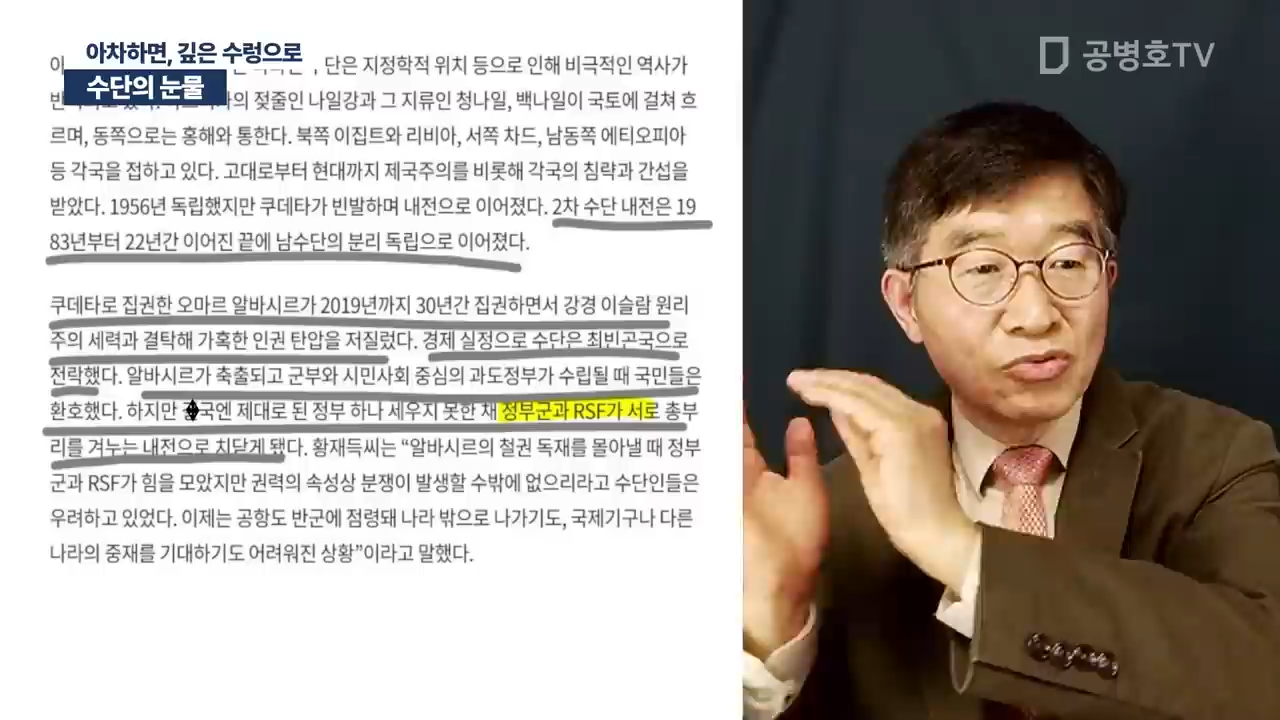 아차하면, 깊은 수렁으로
수단의 눈물
공병호TV
단은 지정학적 위치 등으로 인해 비극적인 역사가
젖줄인 나일강과 그 지류인 청나일, 백나일이 국토에 걸쳐 흐
르며, 동쪽으로는 홍해와 통한다. 북쪽 이집트와 리비아, 서쪽 차드, 남동쪽 에티오피아
등 각국을 접하고 있다. 고대로부터 현대까지 제국주의를 비롯해 각국의 침략과 간섭을
받았다. 1956년 독립했지만 쿠데타가 빈발하며 내전으로 이어졌다. 2차 수단 내전은 19
83년부터 22년간 이어진 끝에 남수단의 분리 독립으로 이어졌다.
쿠데타로 집권한 오마르 알바시르가 2019년까지 30년간 집권하면서 강경 이슬람 원리
주의 세력과 결탁해 가혹한 인권 탄압을 저질렀다. 경제 실정으로 수단은 최빈곤국으로
전락했다. 알바시르가 축출되고 군부와 시민사회 중심의 과도정부가 수립될 때 국민들은
환호했다. 하지만 제대로 된 정부 하나 세우지 못한 채 정부군과 RSF가 서로 총부
리를 겨누는 내전으로 치닫게 됐다. 황재득씨는 “알바시르의 철권 독재를 몰아낼 때 정부
군과 RSF가 힘을 모았지만 권력의 속성상 분쟁이 발생할 수밖에 없으리라고 수단인들은
우려하고 있었다. 이제는 공항도 반군에 점령돼 나라 밖으로 나가기도, 국제기구나 다른
나라의 중재를 기대하기도 어려워진 상황”이라고 말했다.